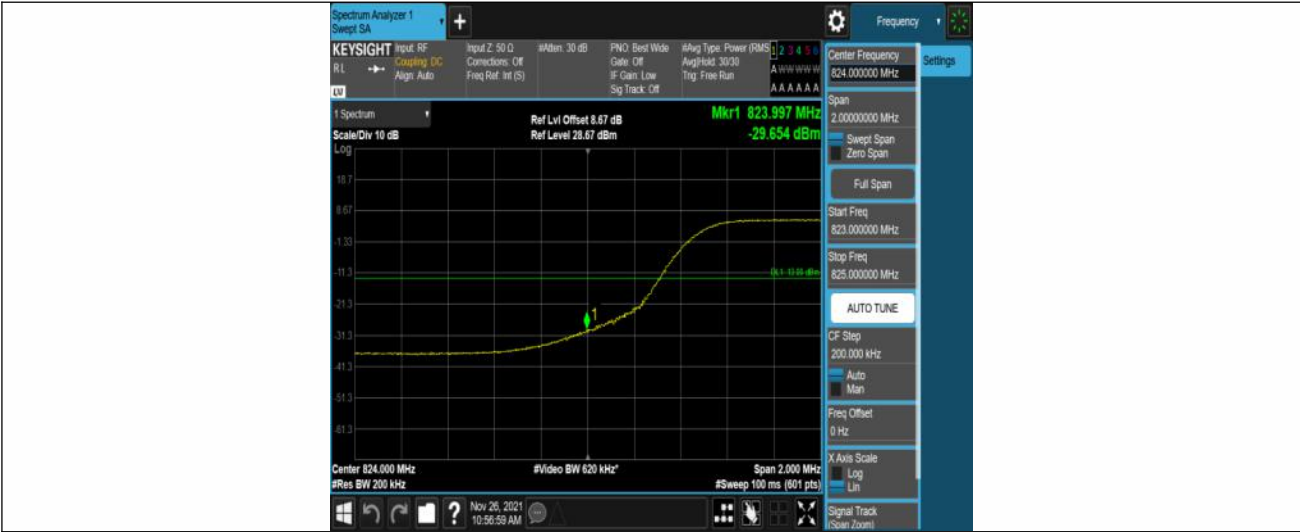 Spectrum Analyzer 1
Swept SA
Frequency
KEYSIGHT
RL
Input: RF
Coupling: DC
Align: Auto
Input Z: 50 Ω
Corrections: Off
Freq Ref: Int (S)
#Atten: 30 dB
PNO: Best Wide
Gate: Off
IF Gain: Low
Sig Track: Off
#Avg Type: Power (RMS
Avg|Hold: 30/30
Trig: Free Run
1 2 3 4 5 6
A W W W W W
A A A A A A
1 Spectrum
Scale/Div 10 dB
Log
Ref Lvl Offset 8.67 dB
Ref Level 28.67 dBm
Mkr1 823.997 MHz
-29.654 dBm
18.7
8.67
-1.33
-11.3
-21.3
-31.3
-41.3
-51.3
-61.3
1
Center 824.000 MHz
#Res BW 200 kHz
#Video BW 620 kHz*
Span 2.000 MHz
#Sweep 100 ms (601 pts)
Center Frequency
824.000000 MHz
Settings
Span
2.00000000 MHz
Swept Span
Zero Span
Full Span
Start Freq
823.000000 MHz
Stop Freq
825.000000 MHz
AUTO TUNE
CF Step
200.000 kHz
Auto
Man
Freq Offset
0 Hz
X Axis Scale
Log
Lin
Signal Track
(Span Zoom)
?
Nov 26, 2021
10:56:59 AM